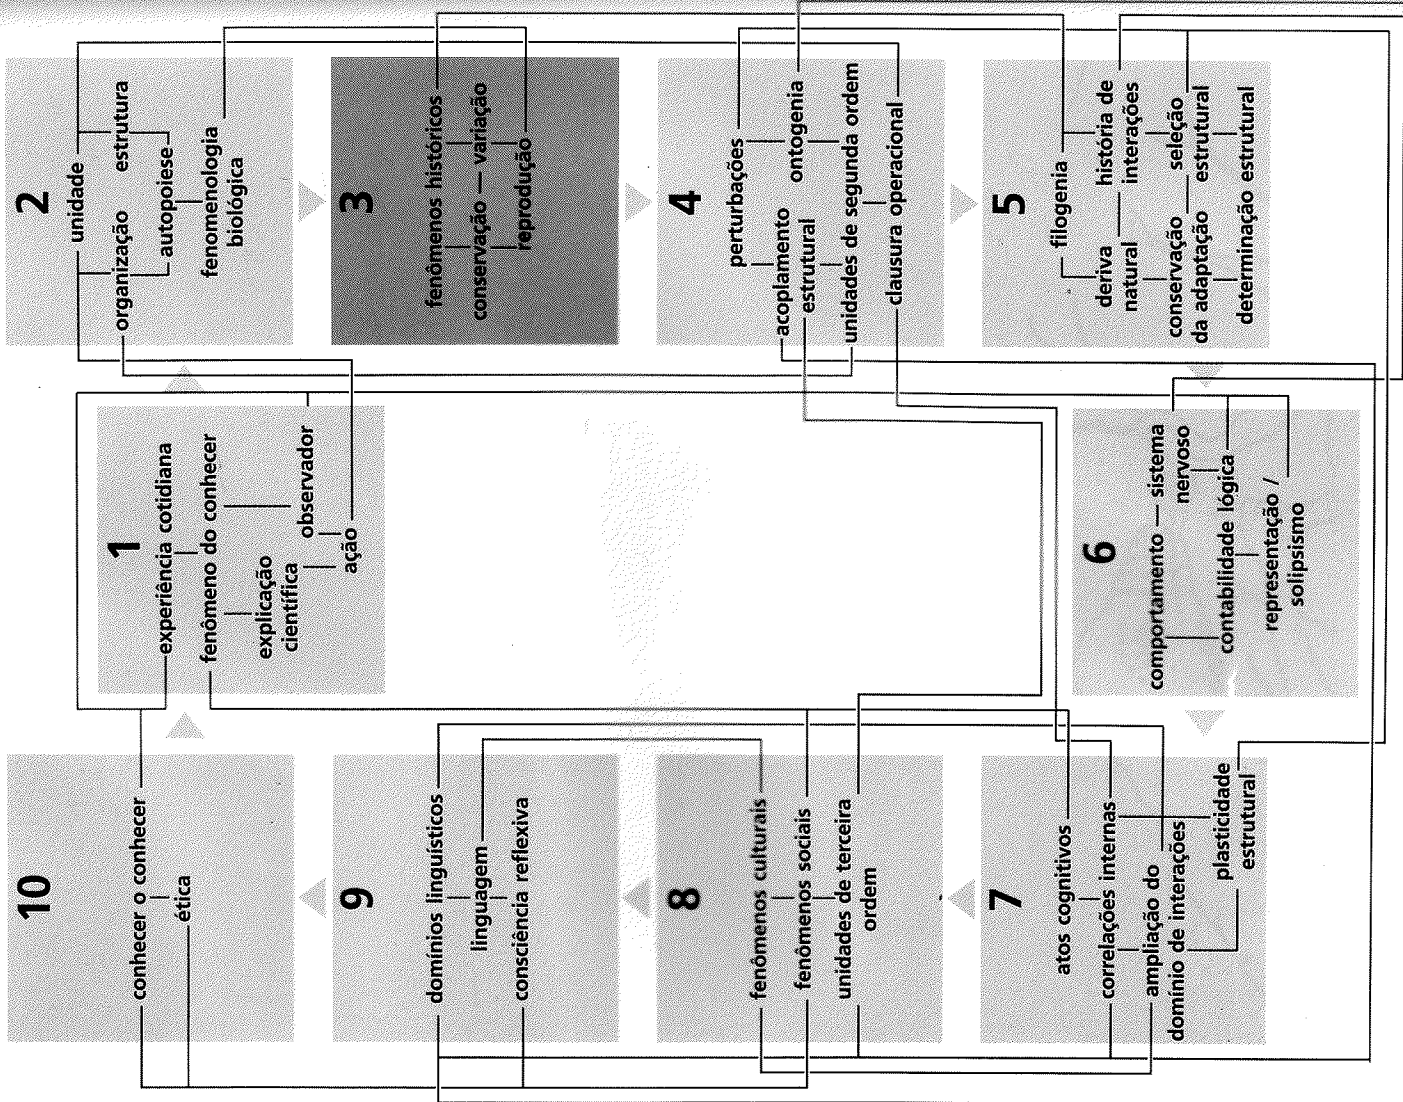 1
experiência cotidiana
fenômeno do conhecer
explicação
científica
observador
ação
2
unidade
organização
estrutura
autopoiese
fenomenologia
biológica
3
fenômenos históricos
conservação — variação
reprodução
4
perturbações
acoplamento
estrutural
ontogenia
unidades de segunda ordem
clausura operacional
5
filogenia
deriva
natural
história de
interações
conservação
da adaptação
seleção
estrutural
determinação estrutural
6
comportamento — sistema
nervoso
contabilidade lógica
representação /
solipsismo
7
atos cognitivos
correlações internas
ampliação do
domínio de interações
plasticidade
estrutural
8
fenômenos culturais
fenômenos sociais
unidades de terceira
ordem
9
domínios linguísticos
linguagem
consciência reflexiva
10
conhecer o conhecer
ética